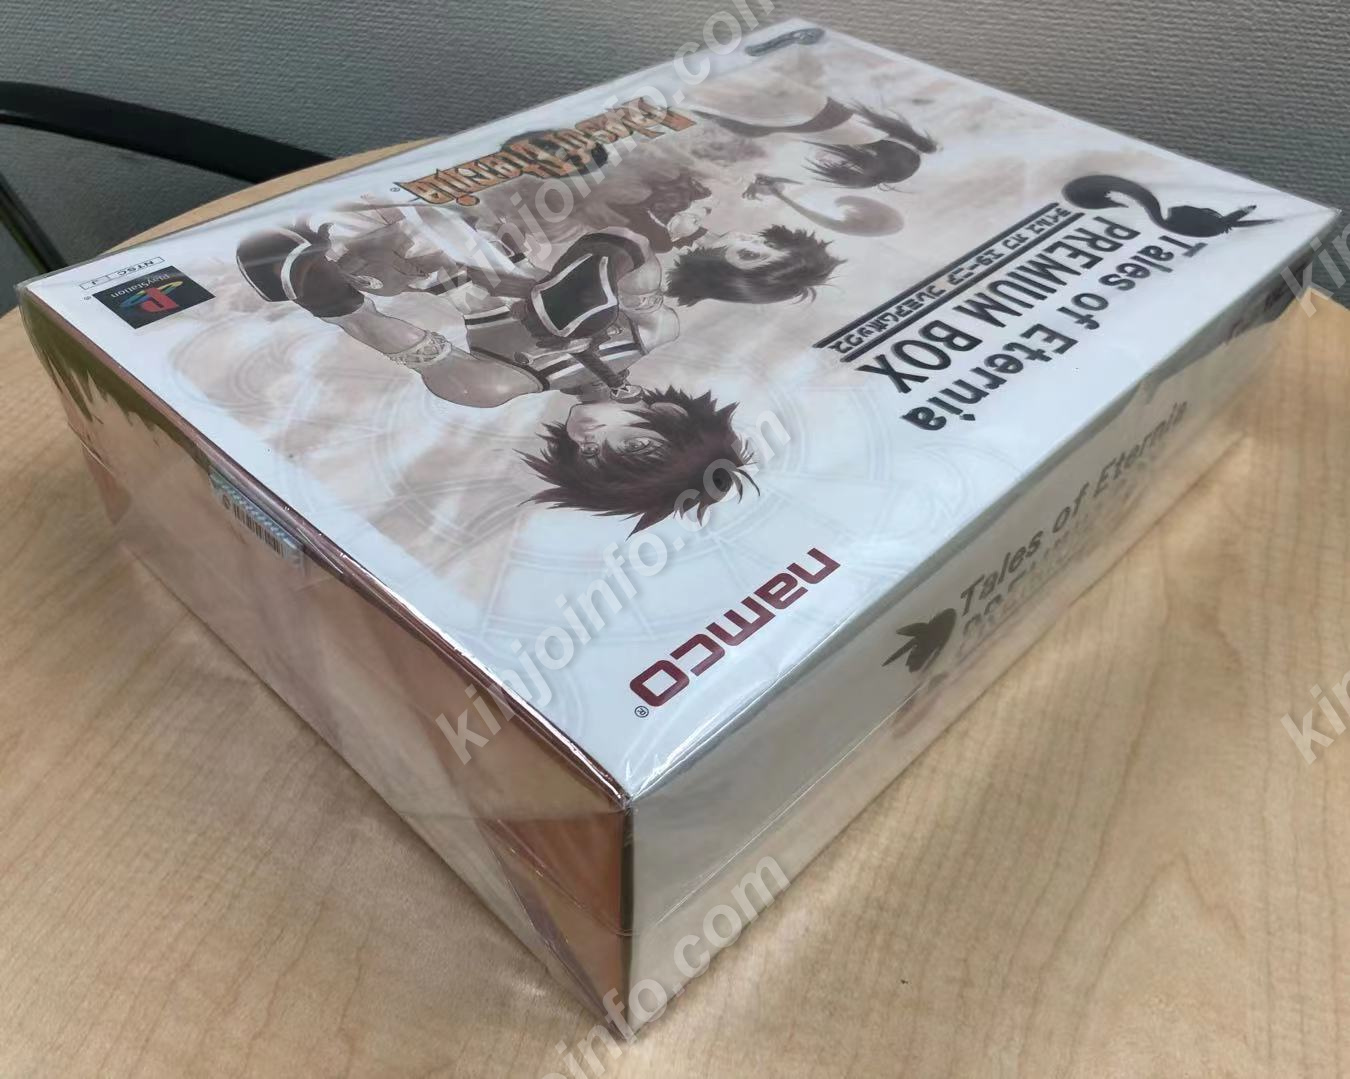 Tales of Eternia
PREMIUM BOX
テイルズ オブ エターニア プレミアムボックス
Tales of Eternia
NTSC J
PlayStation
namco®
Tales of Eternia
kinjoinfo.com
kinjoinfo.com
kinjoinfo.com